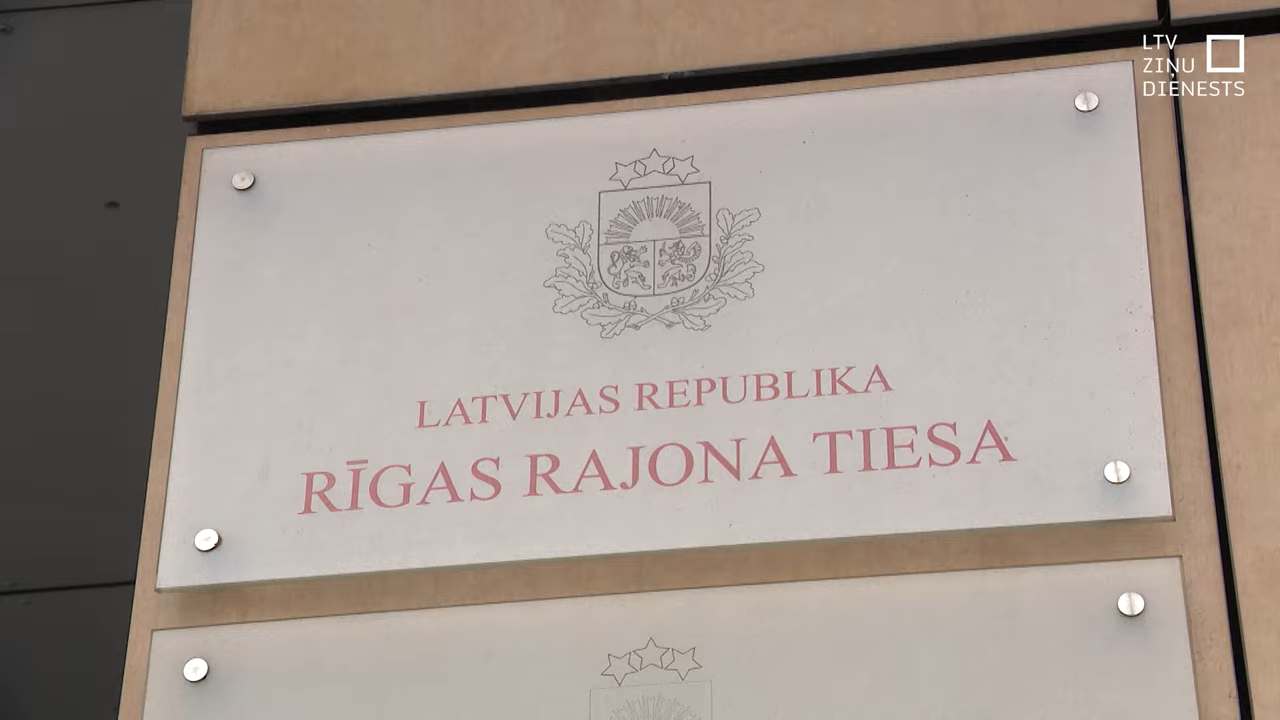 LTV
ZIŅU
DIENESTS
LATVIJAS REPUBLIKA
RĪGAS RAJONA TIESA